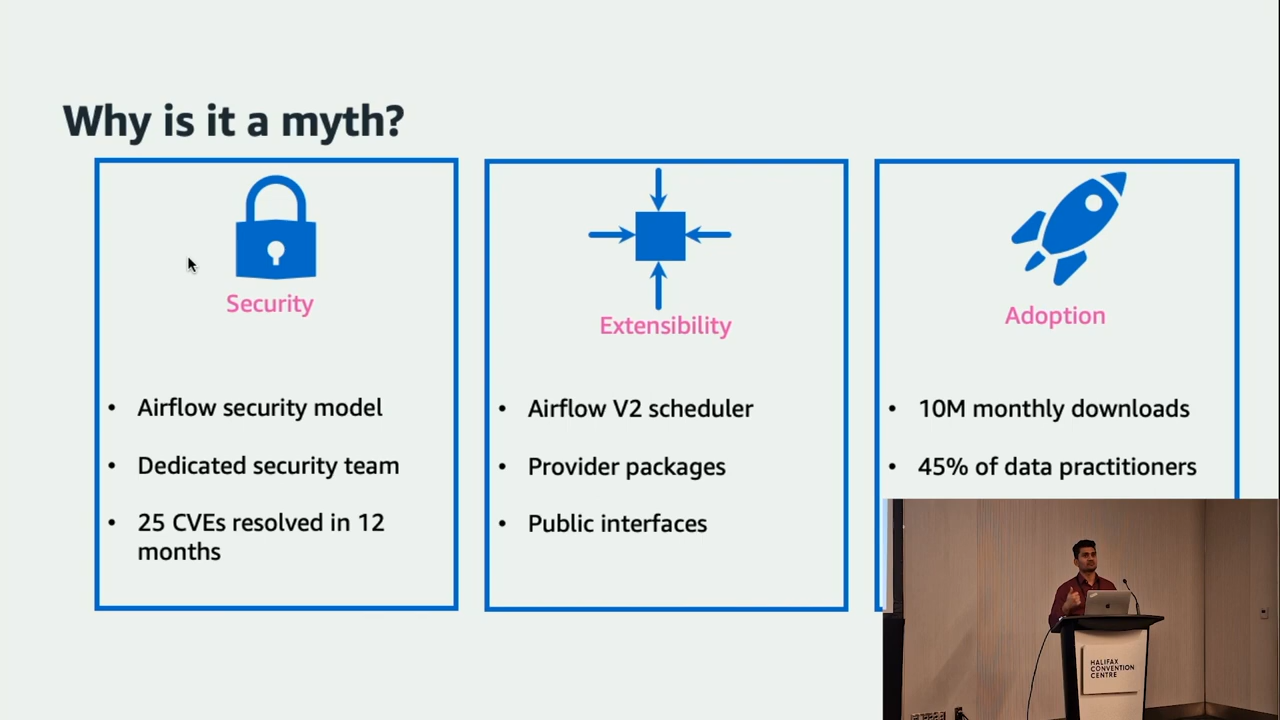 Why is it a myth?
Security
• Airflow security model
• Dedicated security team
• 25 CVEs resolved in 12
months
Extensibility
• Airflow V2 scheduler
• Provider packages
• Public interfaces
Adoption
• 10M monthly downloads
• 45% of data practitioners
HALIFAX
CONVENTION
CENTRE